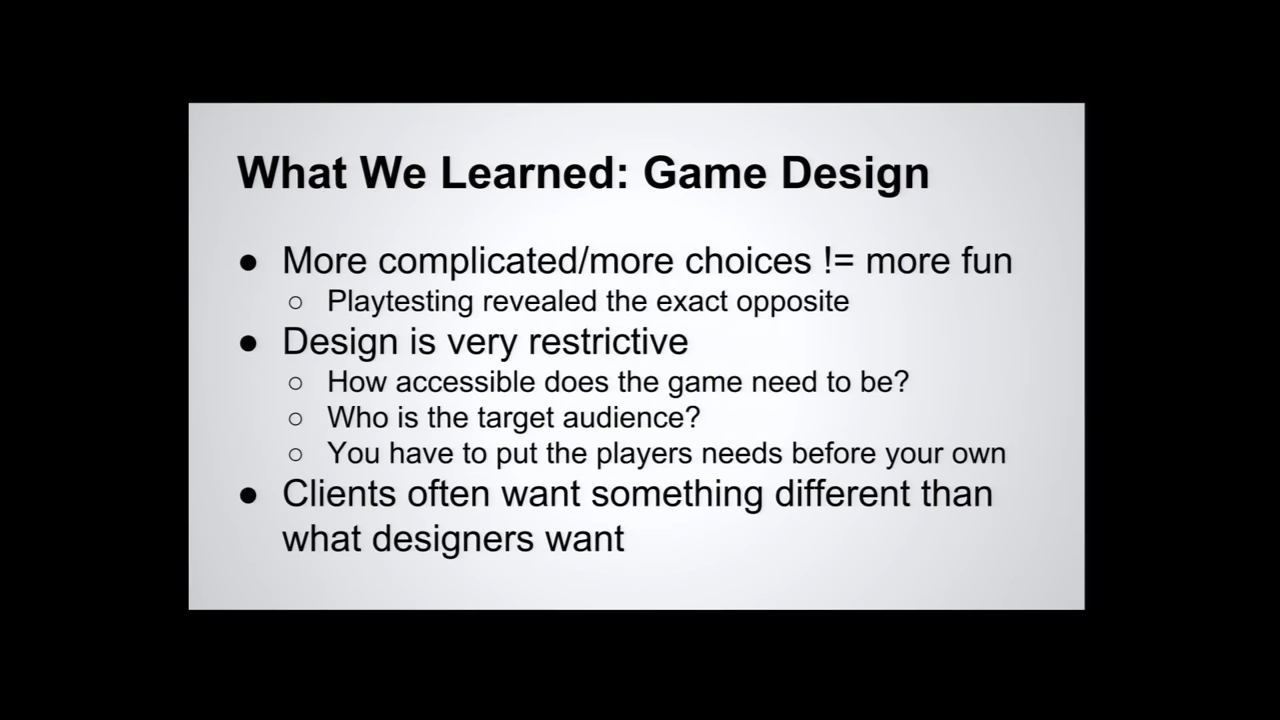 What We Learned: Game Design
● More complicated/more choices != more fun
○ Playtesting revealed the exact opposite
● Design is very restrictive
○ How accessible does the game need to be?
○ Who is the target audience?
○ You have to put the players needs before your own
● Clients often want something different than
what designers want